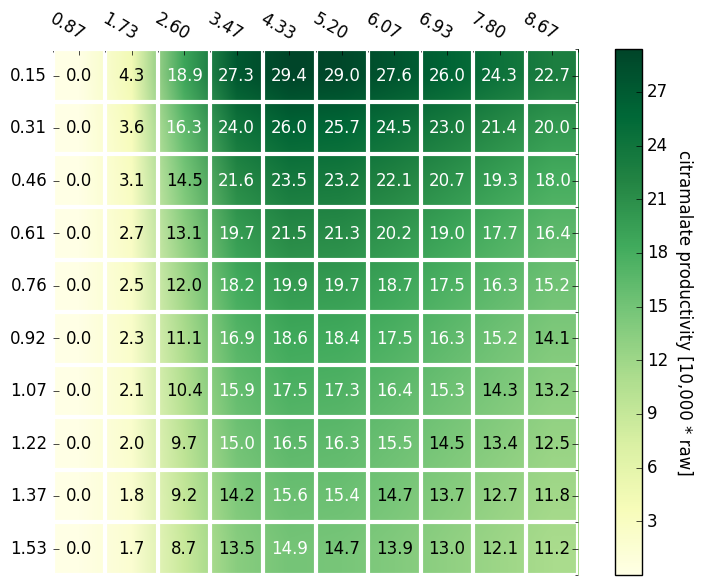 0.87 1.73 2.60 3.47 4.33 5.20 6.07 6.93 7.80 8.67
0.15 0.0 4.3 18.9 27.3 29.4 29.0 27.6 26.0 24.3 22.7
0.31 0.0 3.6 16.3 24.0 26.0 25.7 24.5 23.0 21.4 20.0
0.46 0.0 3.1 14.5 21.6 23.5 23.2 22.1 20.7 19.3 18.0
0.61 0.0 2.7 13.1 19.7 21.5 21.3 20.2 19.0 17.7 16.4
0.76 0.0 2.5 12.0 18.2 19.9 19.7 18.7 17.5 16.3 15.2
0.92 0.0 2.3 11.1 16.9 18.6 18.4 17.5 16.3 15.2 14.1
1.07 0.0 2.1 10.4 15.9 17.5 17.3 16.4 15.3 14.3 13.2
1.22 0.0 2.0 9.7 15.0 16.5 16.3 15.5 14.5 13.4 12.5
1.37 0.0 1.8 9.2 14.2 15.6 15.4 14.7 13.7 12.7 11.8
1.53 0.0 1.7 8.7 13.5 14.9 14.7 13.9 13.0 12.1 11.2
27
24
21
18
15
12
9
6
3
citramalate productivity [10,000 * raw]